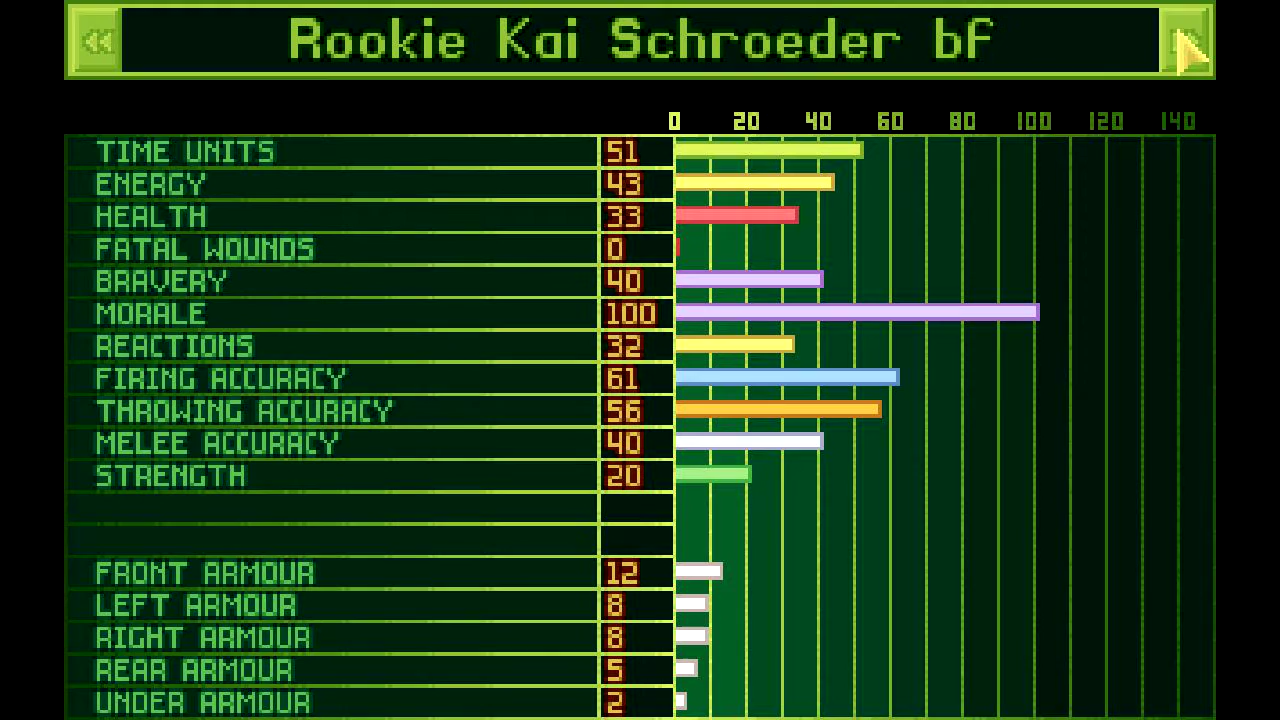 Rookie Kai Schroeder bF
0 20 40 60 80 100 120 140
TIME UNITS 51
ENERGY 43
HEALTH 33
FATAL WOUNDS 0
BRAVERY 40
MORALE 100
REACTIONS 32
FIRING ACCURACY 61
THROWING ACCURACY 56
MELEE ACCURACY 40
STRENGTH 20
FRONT ARMOUR 12
LEFT ARMOUR 8
RIGHT ARMOUR 8
REAR ARMOUR 5
UNDER ARMOUR 2